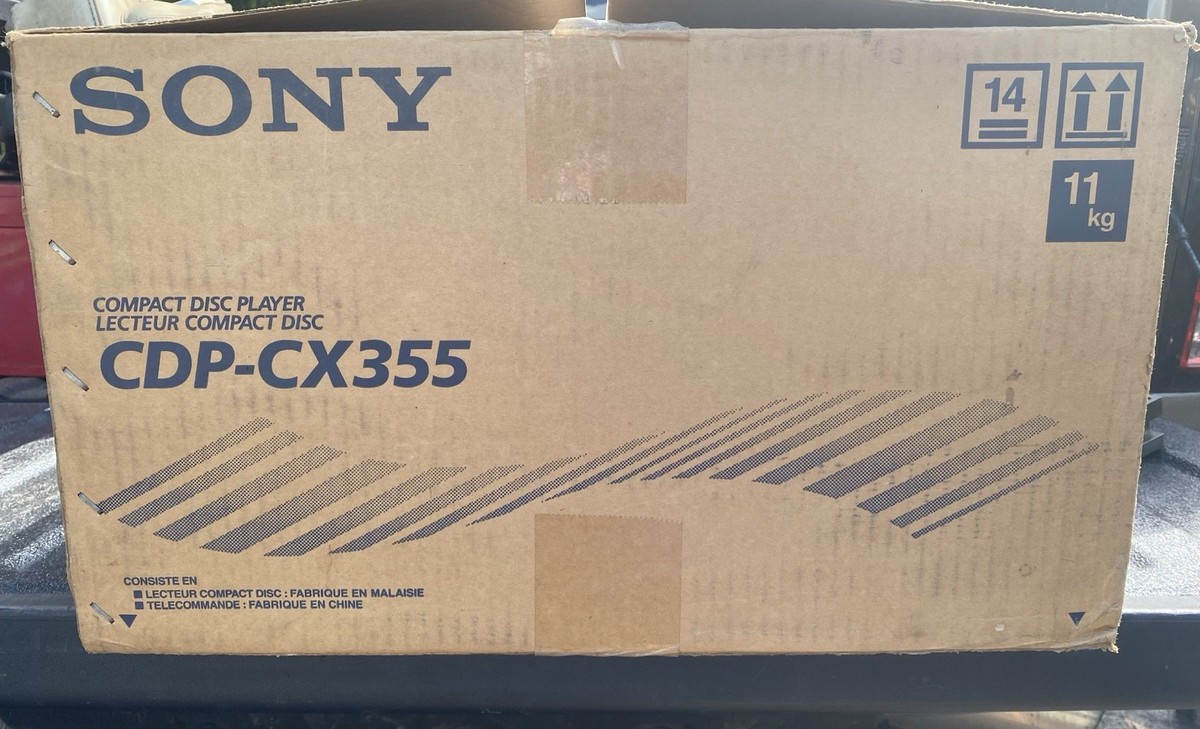 SONY
14
11
kg
COMPACT DISC PLAYER
LECTEUR COMPACT DISC
CDP-CX355
CONSISTE EN
■ LECTEUR COMPACT DISC : FABRIQUE EN MALAISIE
■ TELECOMMANDE : FABRIQUE EN CHINE